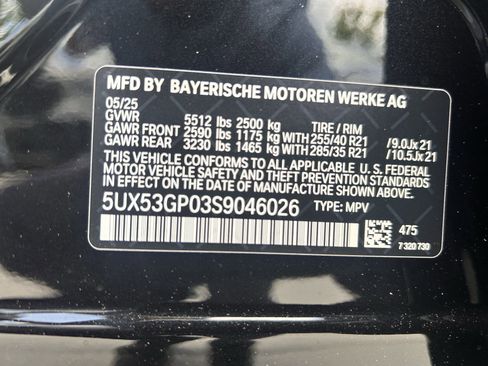 MFD BY BAYERISCHE MOTOREN WERKE AG
05/25
GVWR 5512 lbs 2500 kg TIRE / RIM
GAWR FRONT 2590 lbs 1175 kg WITH 255/40 R21 /9.0Jx21
GAWR REAR 3230 lbs 1465 kg WITH 285/35 R21 /10.5Jx21
THIS VEHICLE CONFORMS TO ALL APPLICABLE U.S. FEDERAL
MOTOR VEHICLE SAFETY, BUMPER, AND THEFT PREVENTION
STANDARDS IN EFFECT ON THE DATE OF MANUFACTURE SHOWN ABOVE.
5UX53GP03S9046026 TYPE: MPV
475
7 320 730